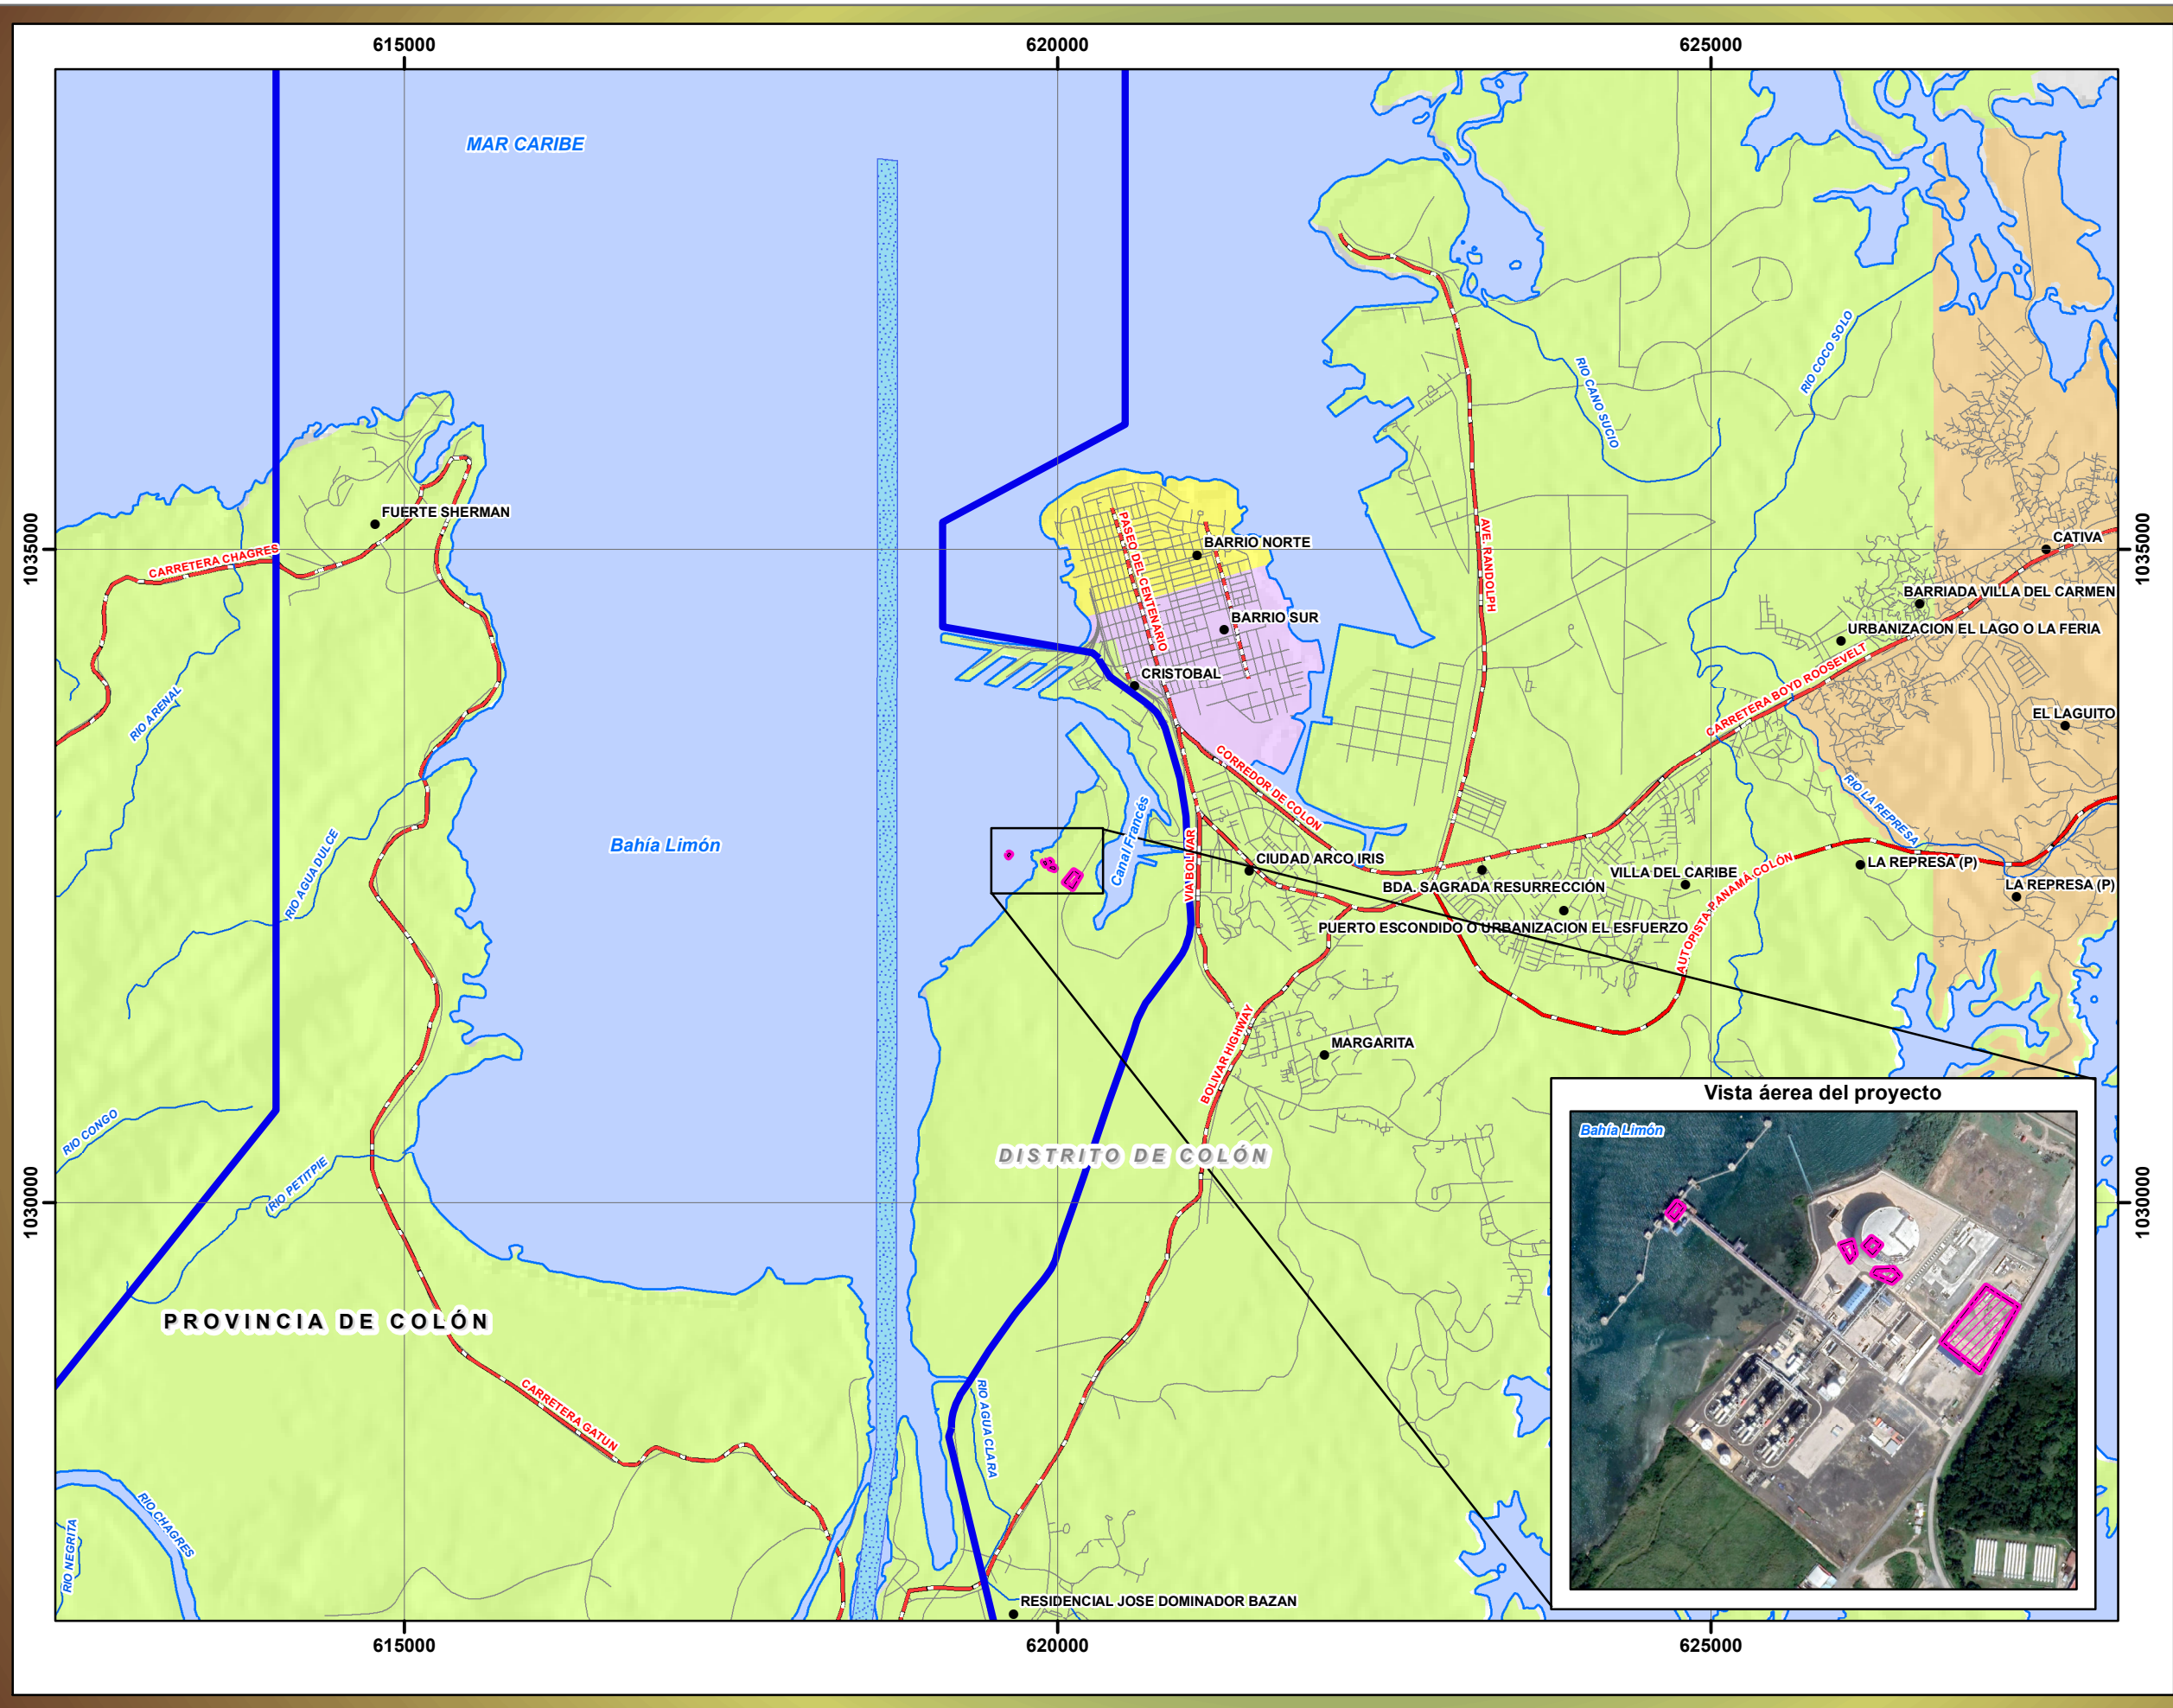 615000
620000
625000
MAR CARIBE
RIO COCO SOLO
RIO CANO SUCIO
FUERTE SHERMAN
CARRETERA CHAGRES
PASEO DEL CENTENARIO
BARRIO NORTE
AVE. RANDOLPH
1035000
1035000
CATIVA
BARRIADA VILLA DEL CARMEN
BARRIO SUR
URBANIZACION EL LAGO O LA FERIA
CARRETERA BOYD ROOSEVELT
CRISTOBAL
RIO ARENAL
EL LAGUITO
CORREDOR DE COLON
RIO LA REPRESA
Bahía Limón
Canal Francés
VIA BOLIVAR
RIO AGUA DULCE
CIUDAD ARCO IRIS
BDA. SAGRADA RESURRECCIÓN
VILLA DEL CARIBE
LA REPRESA (P)
LA REPRESA (P)
AUTOPISTA PANAMÁ COLÓN
PUERTO ESCONDIDO O URBANIZACION EL ESFUERZO
MARGARITA
BOLIVAR HIGHWAY
Vista áerea del proyecto
Bahía Limón
RIO CONGO
DISTRITO DE COLÓN
RIO PETITPIE
1030000
1030000
PROVINCIA DE COLÓN
CARRETERA GATUN
RIO AGUA CLARA
RIO CHAGRES
RIO NEGRITA
RESIDENCIAL JOSE DOMINADOR BAZAN
615000
620000
625000